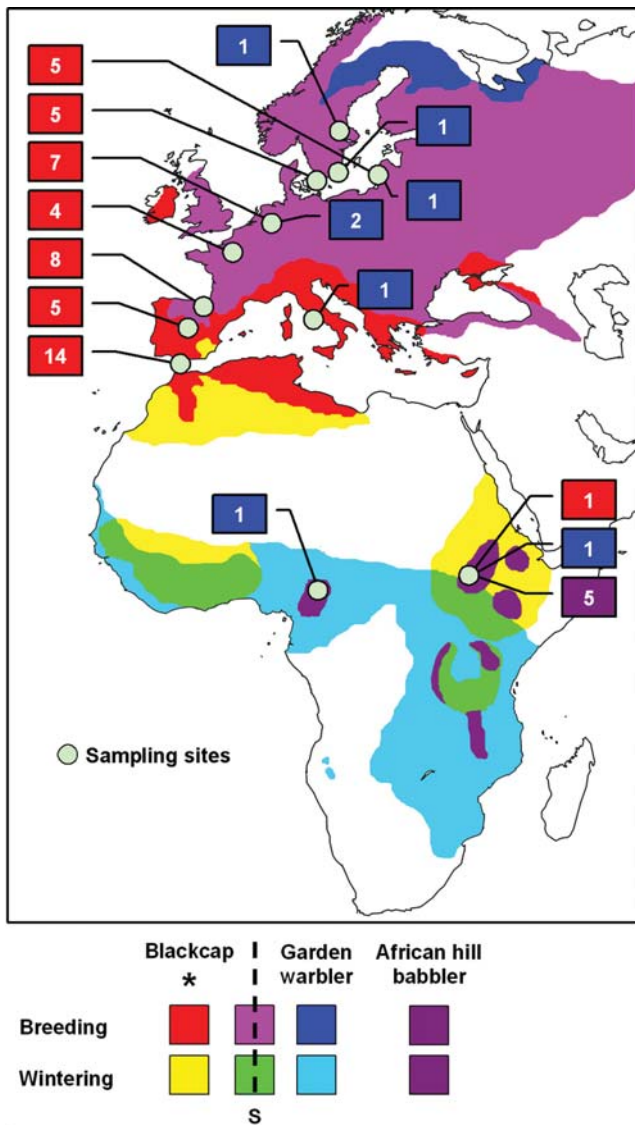 1
5
5
1
7
2
1
4
8
1
5
14
1
1
1
5
Sampling sites
Blackcap
*
Garden
warbler
African hill
babbler
Breeding
Wintering
S